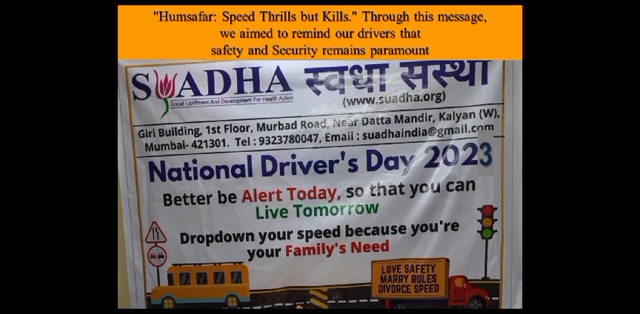 "Humsafar: Speed Thrills but Kills." Through this message,
we aimed to remind our drivers that
safety and Security remains paramount
SUADHA स्वधा संस्था
Social Upliftment And Development For Health Action
(www.suadha.org)
Giri Building, 1st Floor, Murbad Road, Near Datta Mandir, Kalyan (W),
Mumbai- 421301. Tel : 9323780047, Email : suadhaindia@gmail.com
National Driver's Day 2023
Better be Alert Today, so that you can
Live Tomorrow
Dropdown your speed because you're
your Family's Need
LOVE SAFETY
MARRY RULES
DIVORCE SPEED